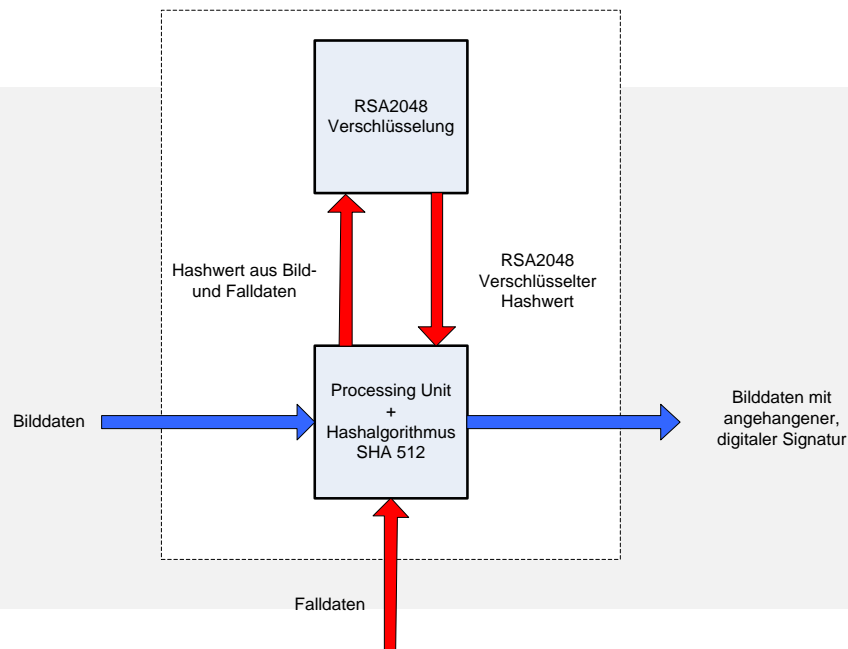 RSA2048
Verschlüsselung
Hashwert aus Bild-
und Falldaten
RSA2048
Verschlüsselter
Hashwert
Bilddaten
Processing Unit
+
Hashalgorithmus
SHA 512
Bilddaten mit
angehangener,
digitaler Signatur
Falldaten